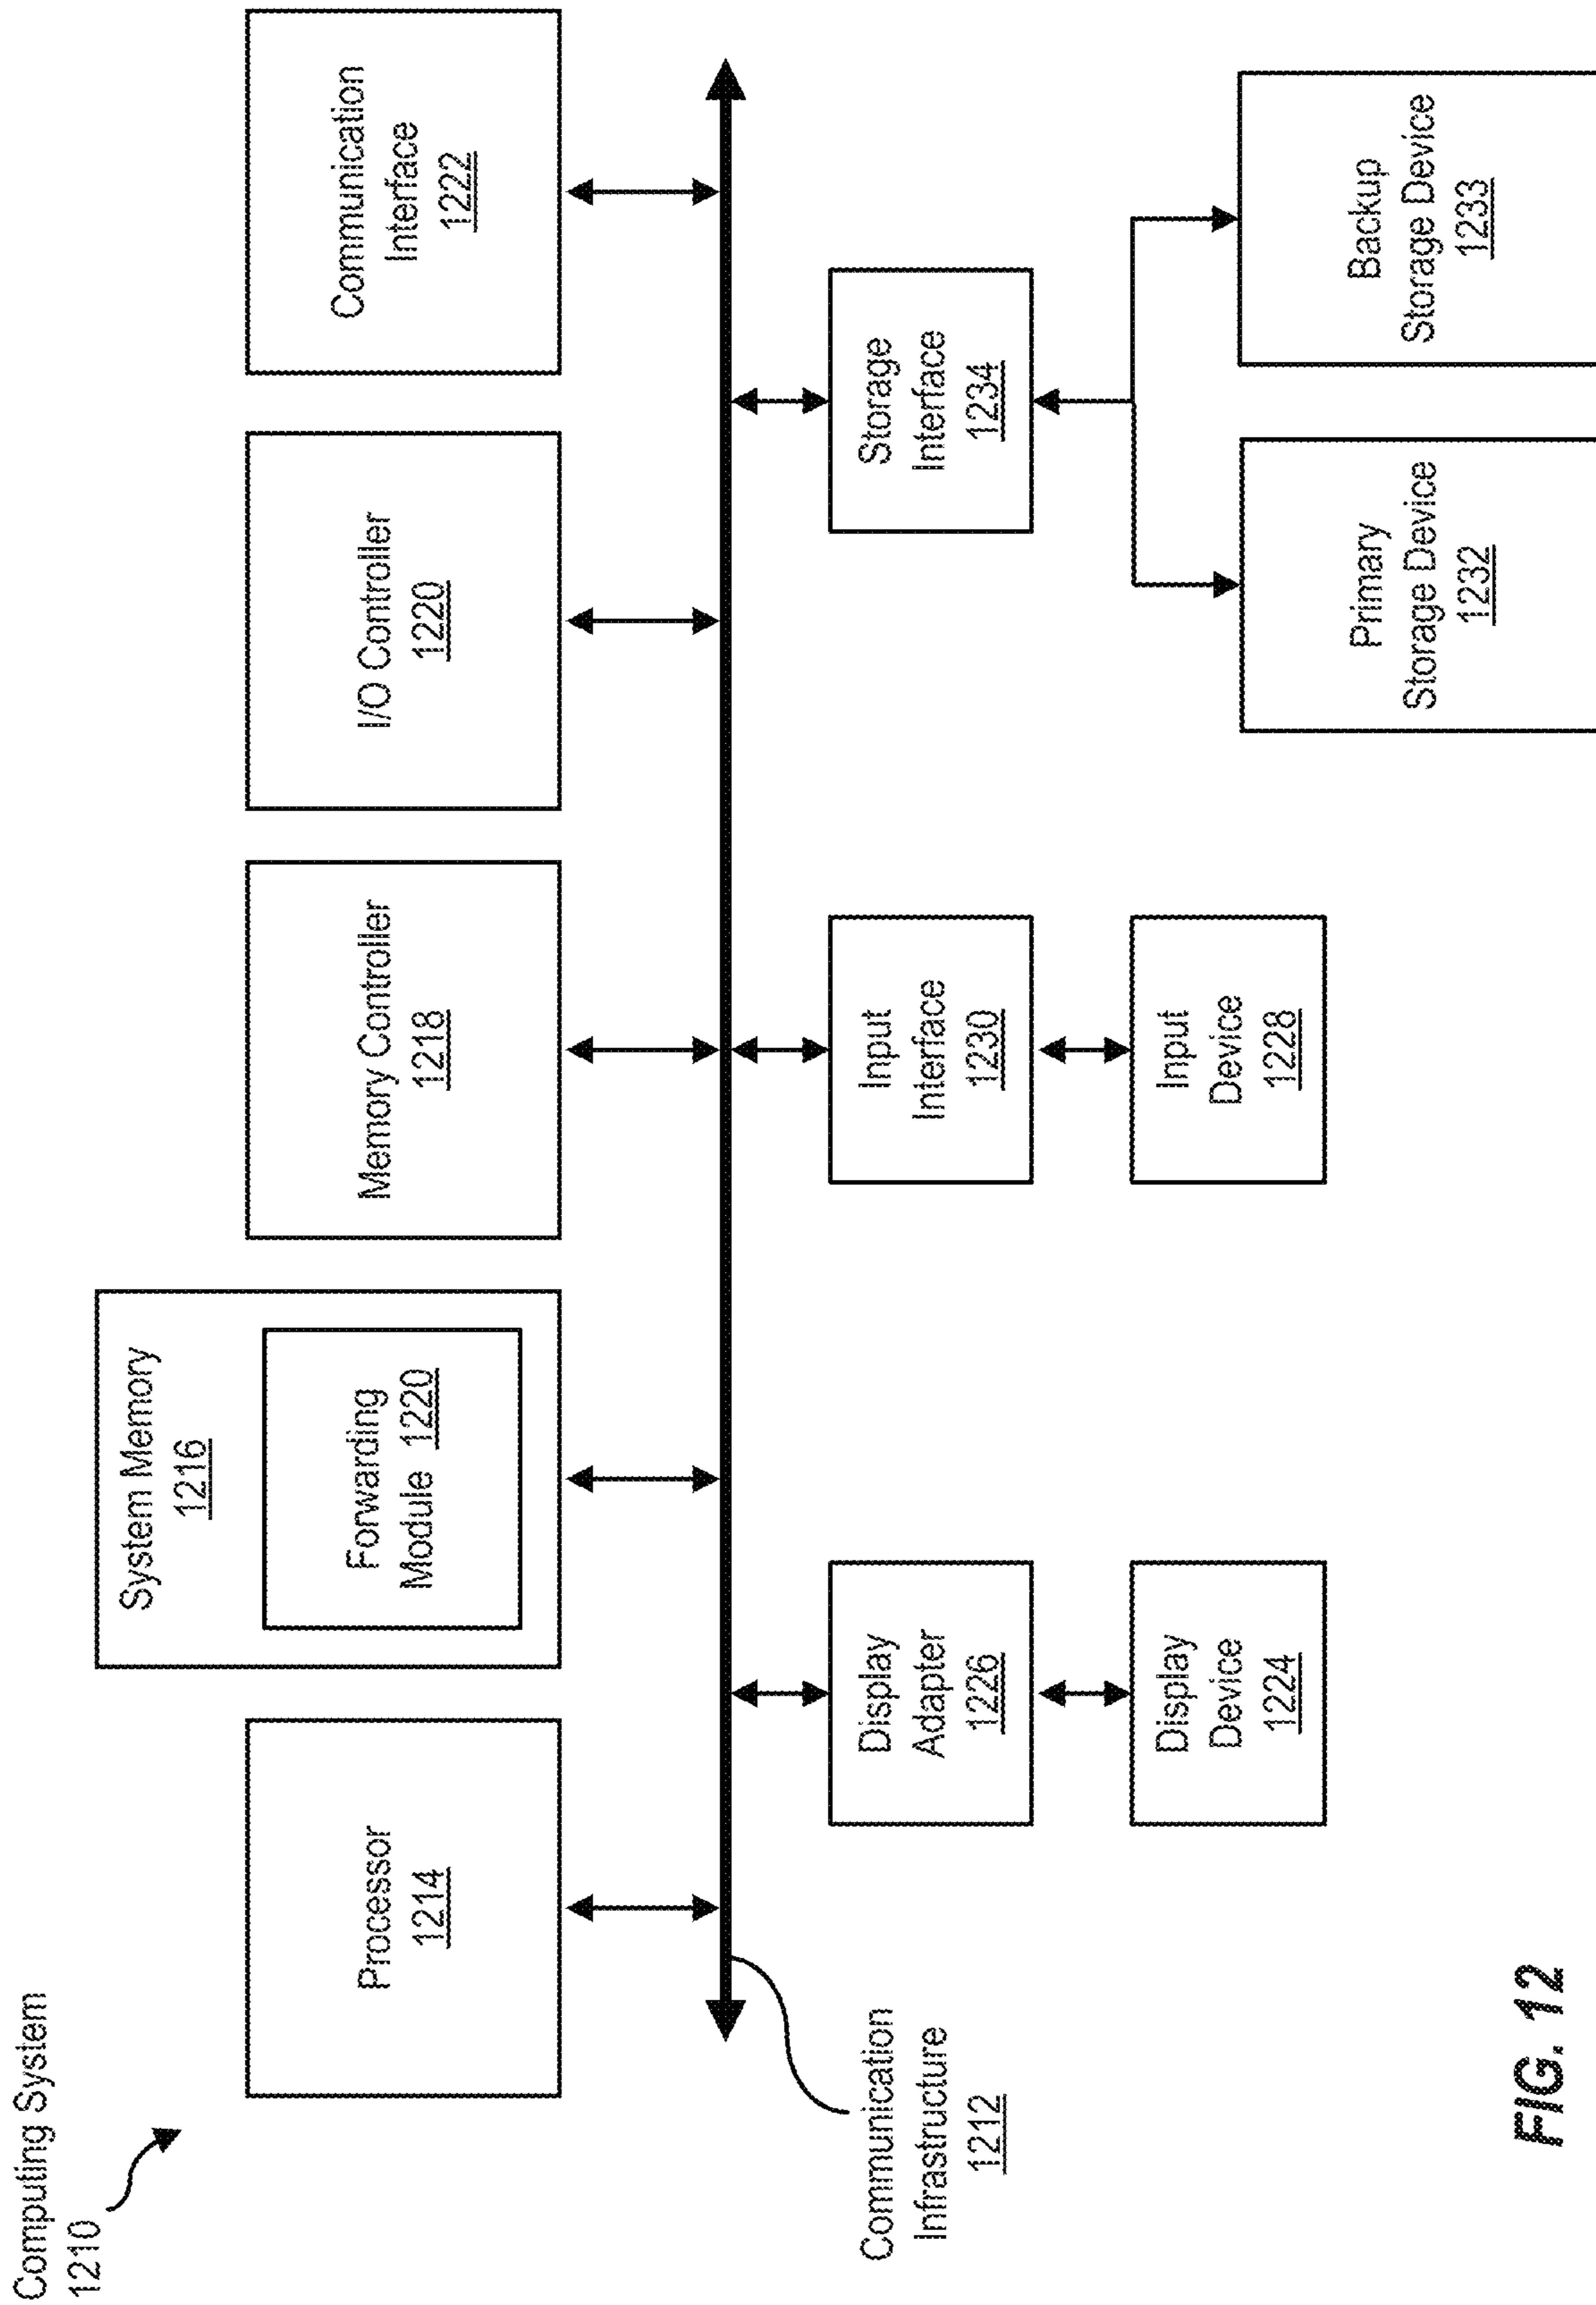 Computing System
1210
Processor
1214
System Memory
1216
Forwarding
Module 1220
Memory Controller
1218
I/O Controller
1220
Communication
Interface
1222
Communication
Infrastructure
1212
Display
Adapter
1226
Input
Interface
1230
Storage
Interface
1234
Display
Device
1224
Input
Device
1228
Primary
Storage Device
1232
Backup
Storage Device
1233
FIG. 12